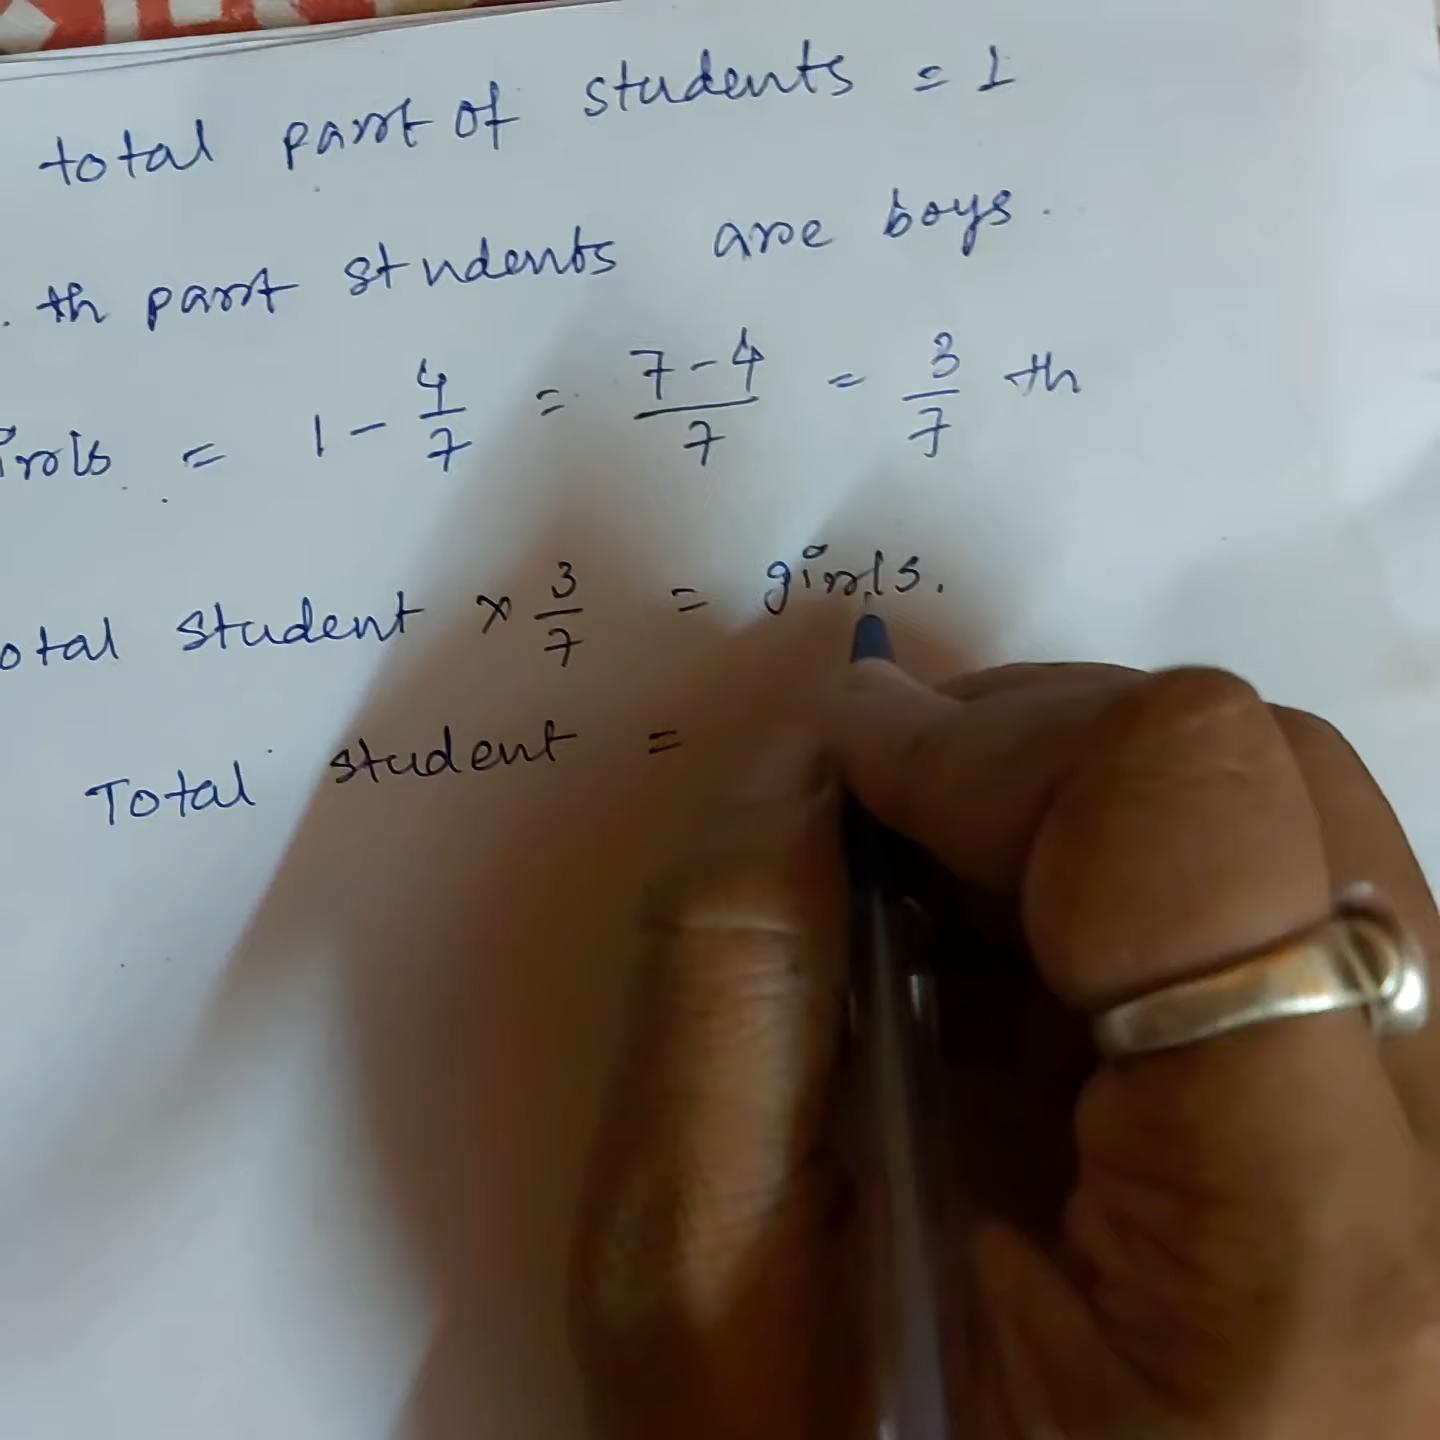 total part of students = 1
th part students are boys.
irls = 1 - 4/7 = 7-4/7 = 3/7 th
otal student × 3/7 = girls.
Total student =